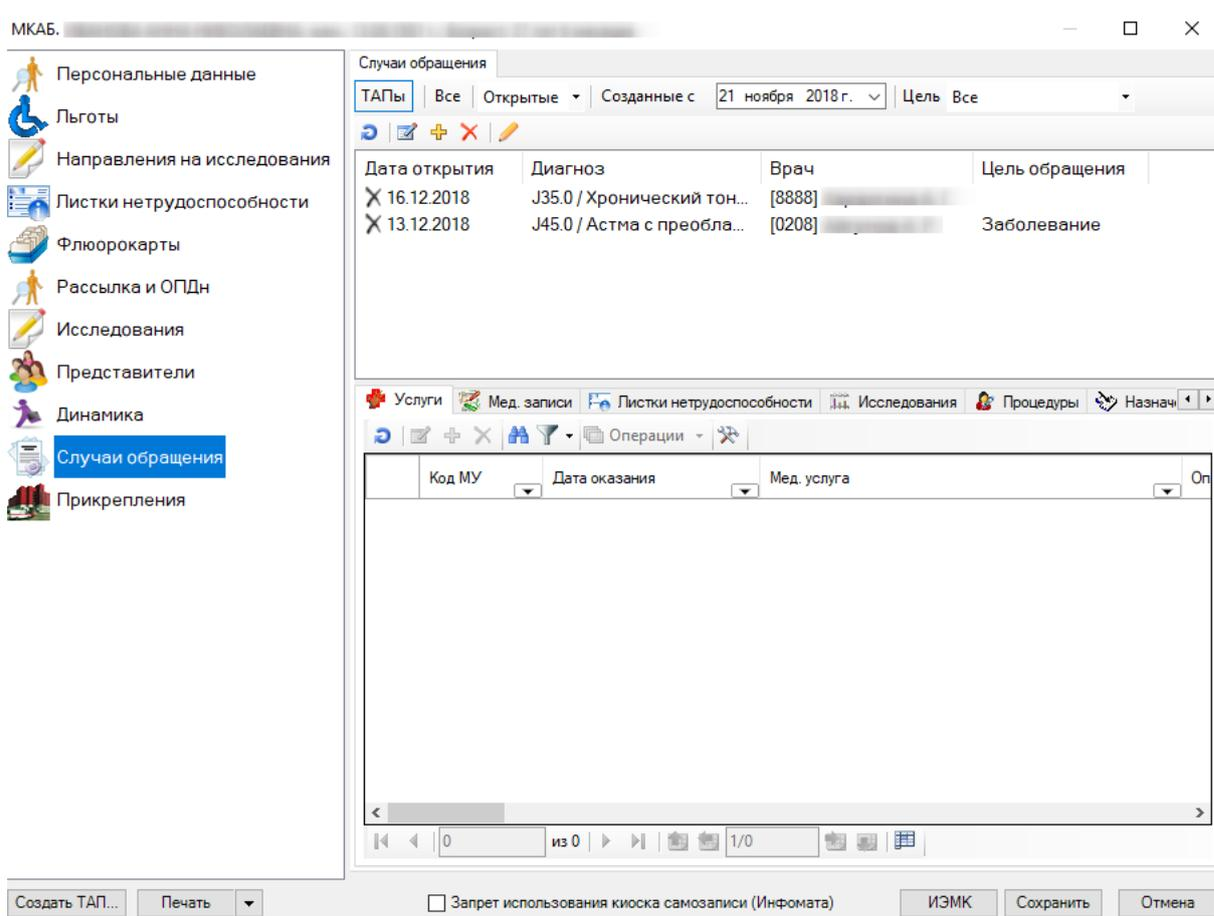 МКАБ.
Персональные данные
Льготы
Направления на исследования
Листки нетрудоспособности
Флюорокарты
Рассылка и ОПДн
Исследования
Представители
Динамика
Случаи обращения
Прикрепления
Случаи обращения
ТАПы Все Открытые Созданные с 21 ноября 2018 г. Цель Все
Дата открытия Диагноз Врач Цель обращения
16.12.2018 J35.0 / Хронический тон... [8888]
13.12.2018 J45.0 / Астма с преобла... [0208] Заболевание
Услуги Мед. записи Листки нетрудоспособности Исследования Процедуры Назнач
Операции
Код МУ Дата оказания Мед. услуга Оп
0 из 0 1/0
Создать ТАП... Печать Запрет использования киоска самозаписи (Инфомата) ИЭМК Сохранить Отмена